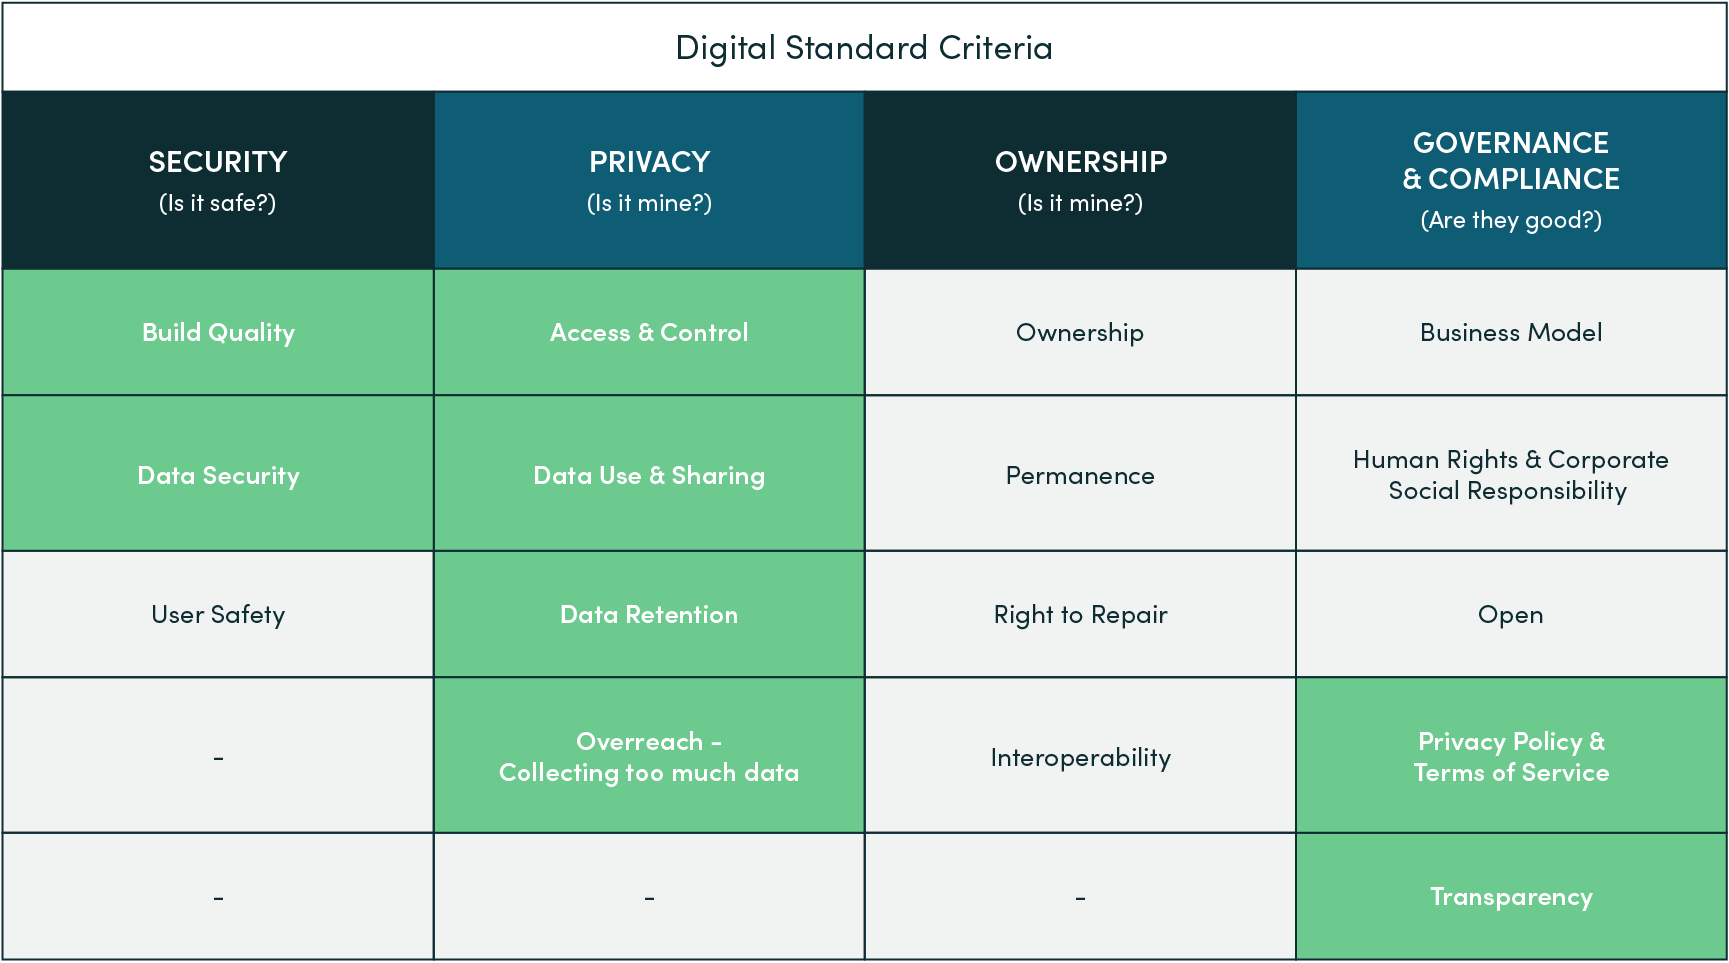 Digital Standard Criteria
SECURITY
(Is it safe?)
PRIVACY
(Is it mine?)
OWNERSHIP
(Is it mine?)
GOVERNANCE
& COMPLIANCE
(Are they good?)
Build Quality
Access & Control
Ownership
Business Model
Data Security
Data Use & Sharing
Permanence
Human Rights & Corporate
Social Responsibility
User Safety
Data Retention
Right to Repair
Open
-
Overreach -
Collecting too much data
Interoperability
Privacy Policy &
Terms of Service
-
-
-
Transparency